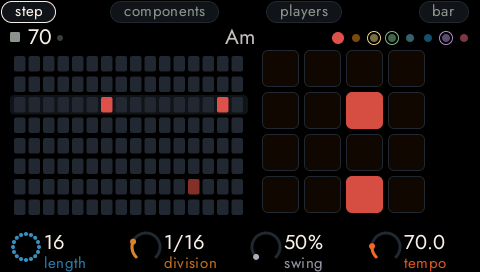 step components players bar
70 Am
16 1/16 50% 70.0
length division swing tempo